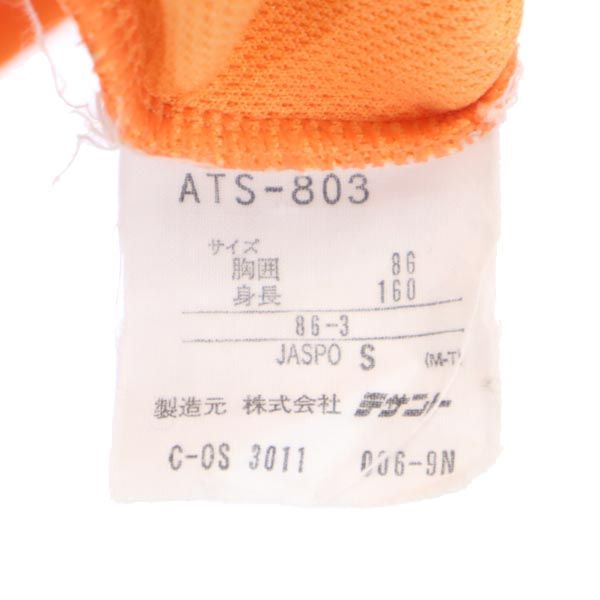 ATS-803
サイズ
胸囲 86
身長 160
86-3
JASPO S (M-T)
製造元 株式会社 デサント
C-OS 3011 006-9N